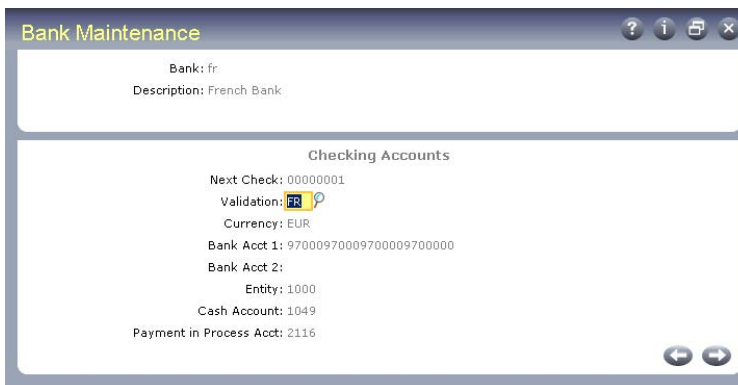 Bank Maintenance
Bank: fr
Description: French Bank
Checking Accounts
Next Check: 00000001
Validation: FR
Currency: EUR
Bank Acct 1: 97000970009700009700000
Bank Acct 2:
Entity: 1000
Cash Account: 1049
Payment in Process Acct: 2116